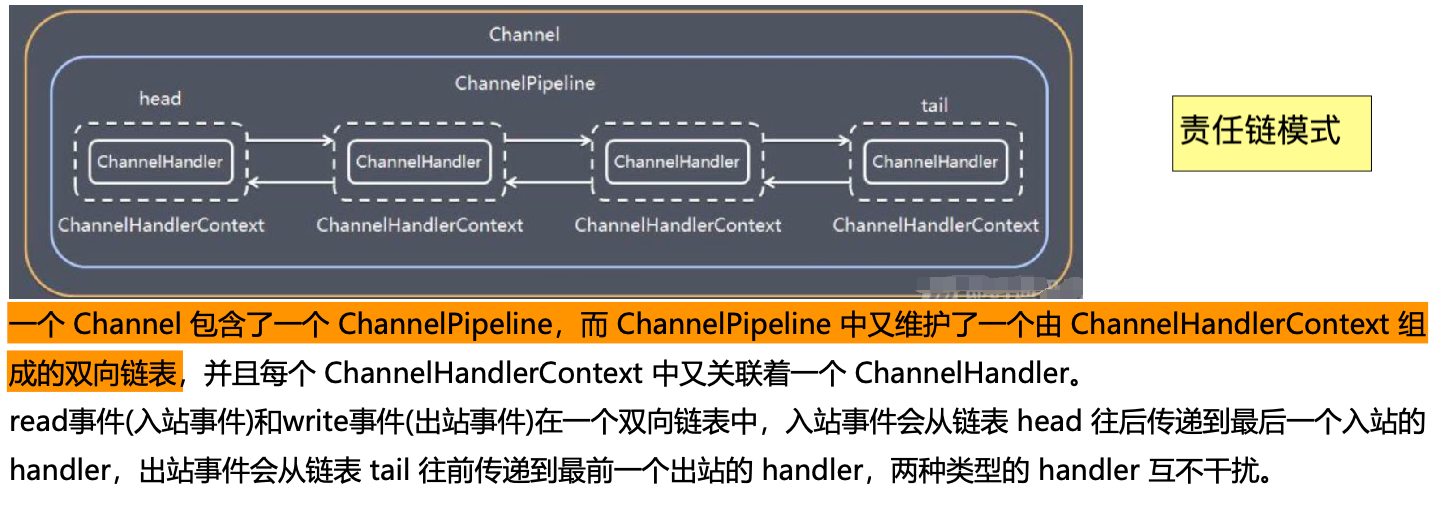 Channel
ChannelPipeline
head
tail
ChannelHandler ChannelHandler ChannelHandler ChannelHandler
ChannelHandlerContext ChannelHandlerContext ChannelHandlerContext ChannelHandlerContext
责任链模式
一个 Channel 包含了一个 ChannelPipeline，而 ChannelPipeline 中又维护了一个由 ChannelHandlerContext 组
成的双向链表，并且每个 ChannelHandlerContext 中又关联着一个 ChannelHandler。
read事件(入站事件)和write事件(出站事件)在一个双向链表中，入站事件会从链表 head 往后传递到最后一个入站的
handler，出站事件会从链表 tail 往前传递到最前一个出站的 handler，两种类型的 handler 互不干扰。